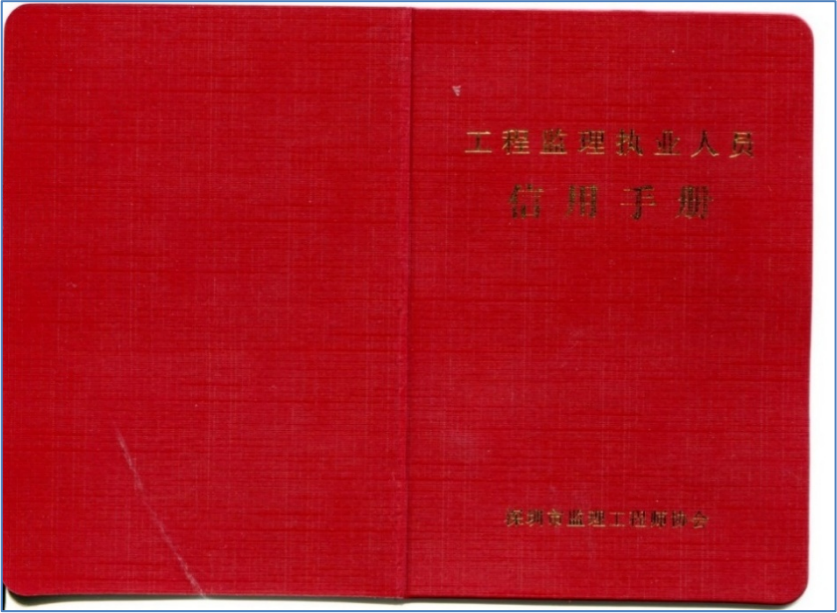 工程监理执业人员
信用手册
深圳市监理工程师协会